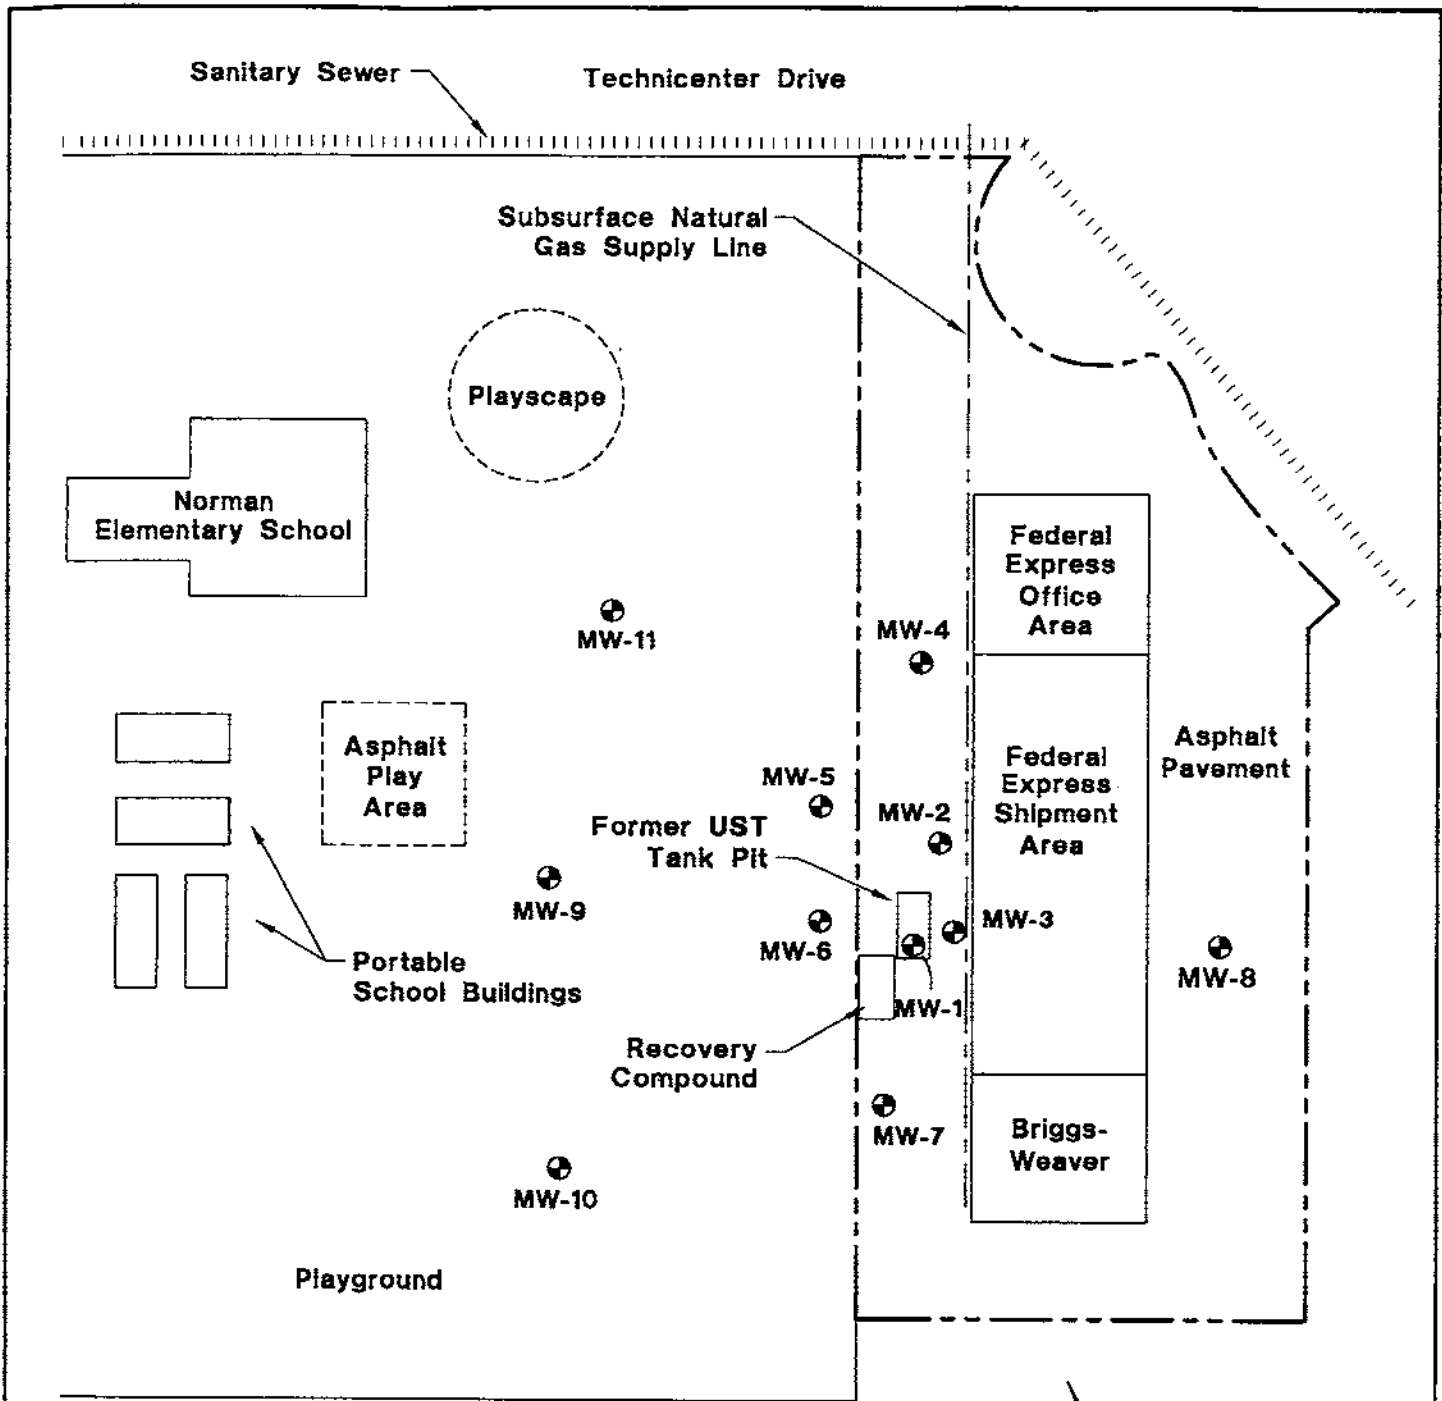 Sanitary Sewer
Technicenter Drive
Subsurface Natural
Gas Supply Line
Playscape
Norman
Elementary School
Federal
Express
Office
Area
MW-11
MW-4
Asphalt
Play
Area
Asphalt
Pavement
Federal
Express
Shipment
Area
MW-5
MW-2
Former UST
Tank Pit
MW-9
MW-3
MW-6
MW-8
Portable
School Buildings
MW-1
Recovery
Compound
MW-7
Briggs-
Weaver
MW-10
Playground